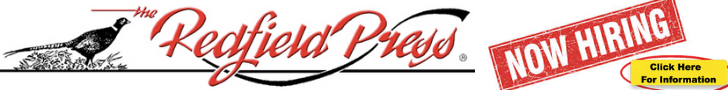 the
Redfield Press®
NOW HIRING
Click Here
For Information